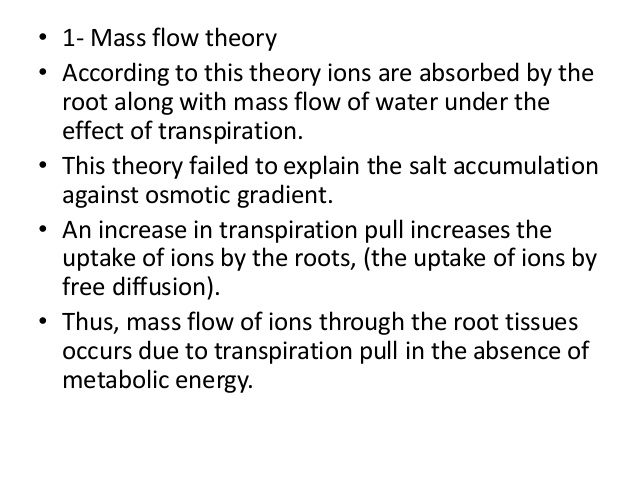 • 1- Mass flow theory
• According to this theory ions are absorbed by the
root along with mass flow of water under the
effect of transpiration.
• This theory failed to explain the salt accumulation
against osmotic gradient.
• An increase in transpiration pull increases the
uptake of ions by the roots, (the uptake of ions by
free diffusion).
• Thus, mass flow of ions through the root tissues
occurs due to transpiration pull in the absence of
metabolic energy.